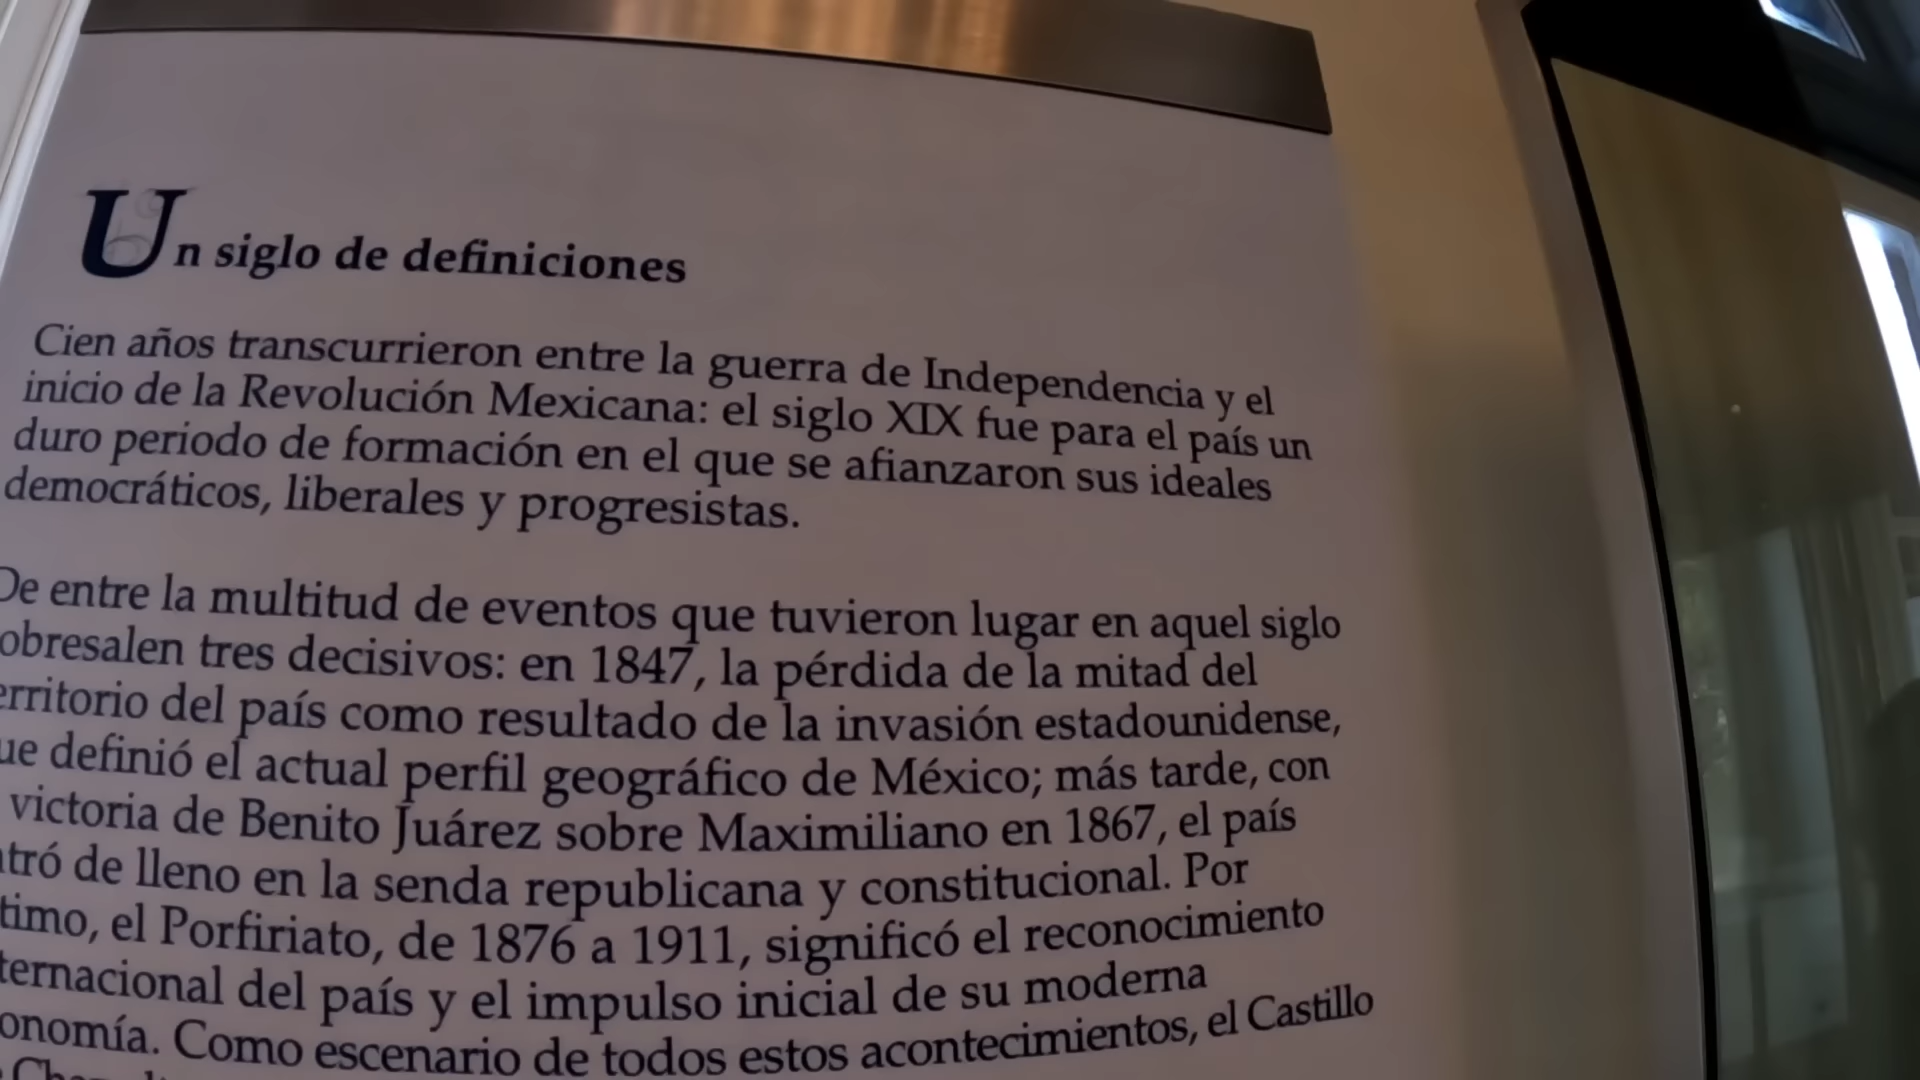 Un siglo de definiciones
Cien años transcurrieron entre la guerra de Independencia y el
inicio de la Revolución Mexicana: el siglo XIX fue para el país un
duro periodo de formación en el que se afianzaron sus ideales
democráticos, liberales y progresistas.
De entre la multitud de eventos que tuvieron lugar en aquel siglo
obresalen tres decisivos: en 1847, la pérdida de la mitad del
erritorio del país como resultado de la invasión estadounidense,
ue definió el actual perfil geográfico de México; más tarde, con
victoria de Benito Juárez sobre Maximiliano en 1867, el país
tró de lleno en la senda republicana y constitucional. Por
timo, el Porfiriato, de 1876 a 1911, significó el reconocimiento
ternacional del país y el impulso inicial de su moderna
onomía. Como escenario de todos estos acontecimientos, el Castillo